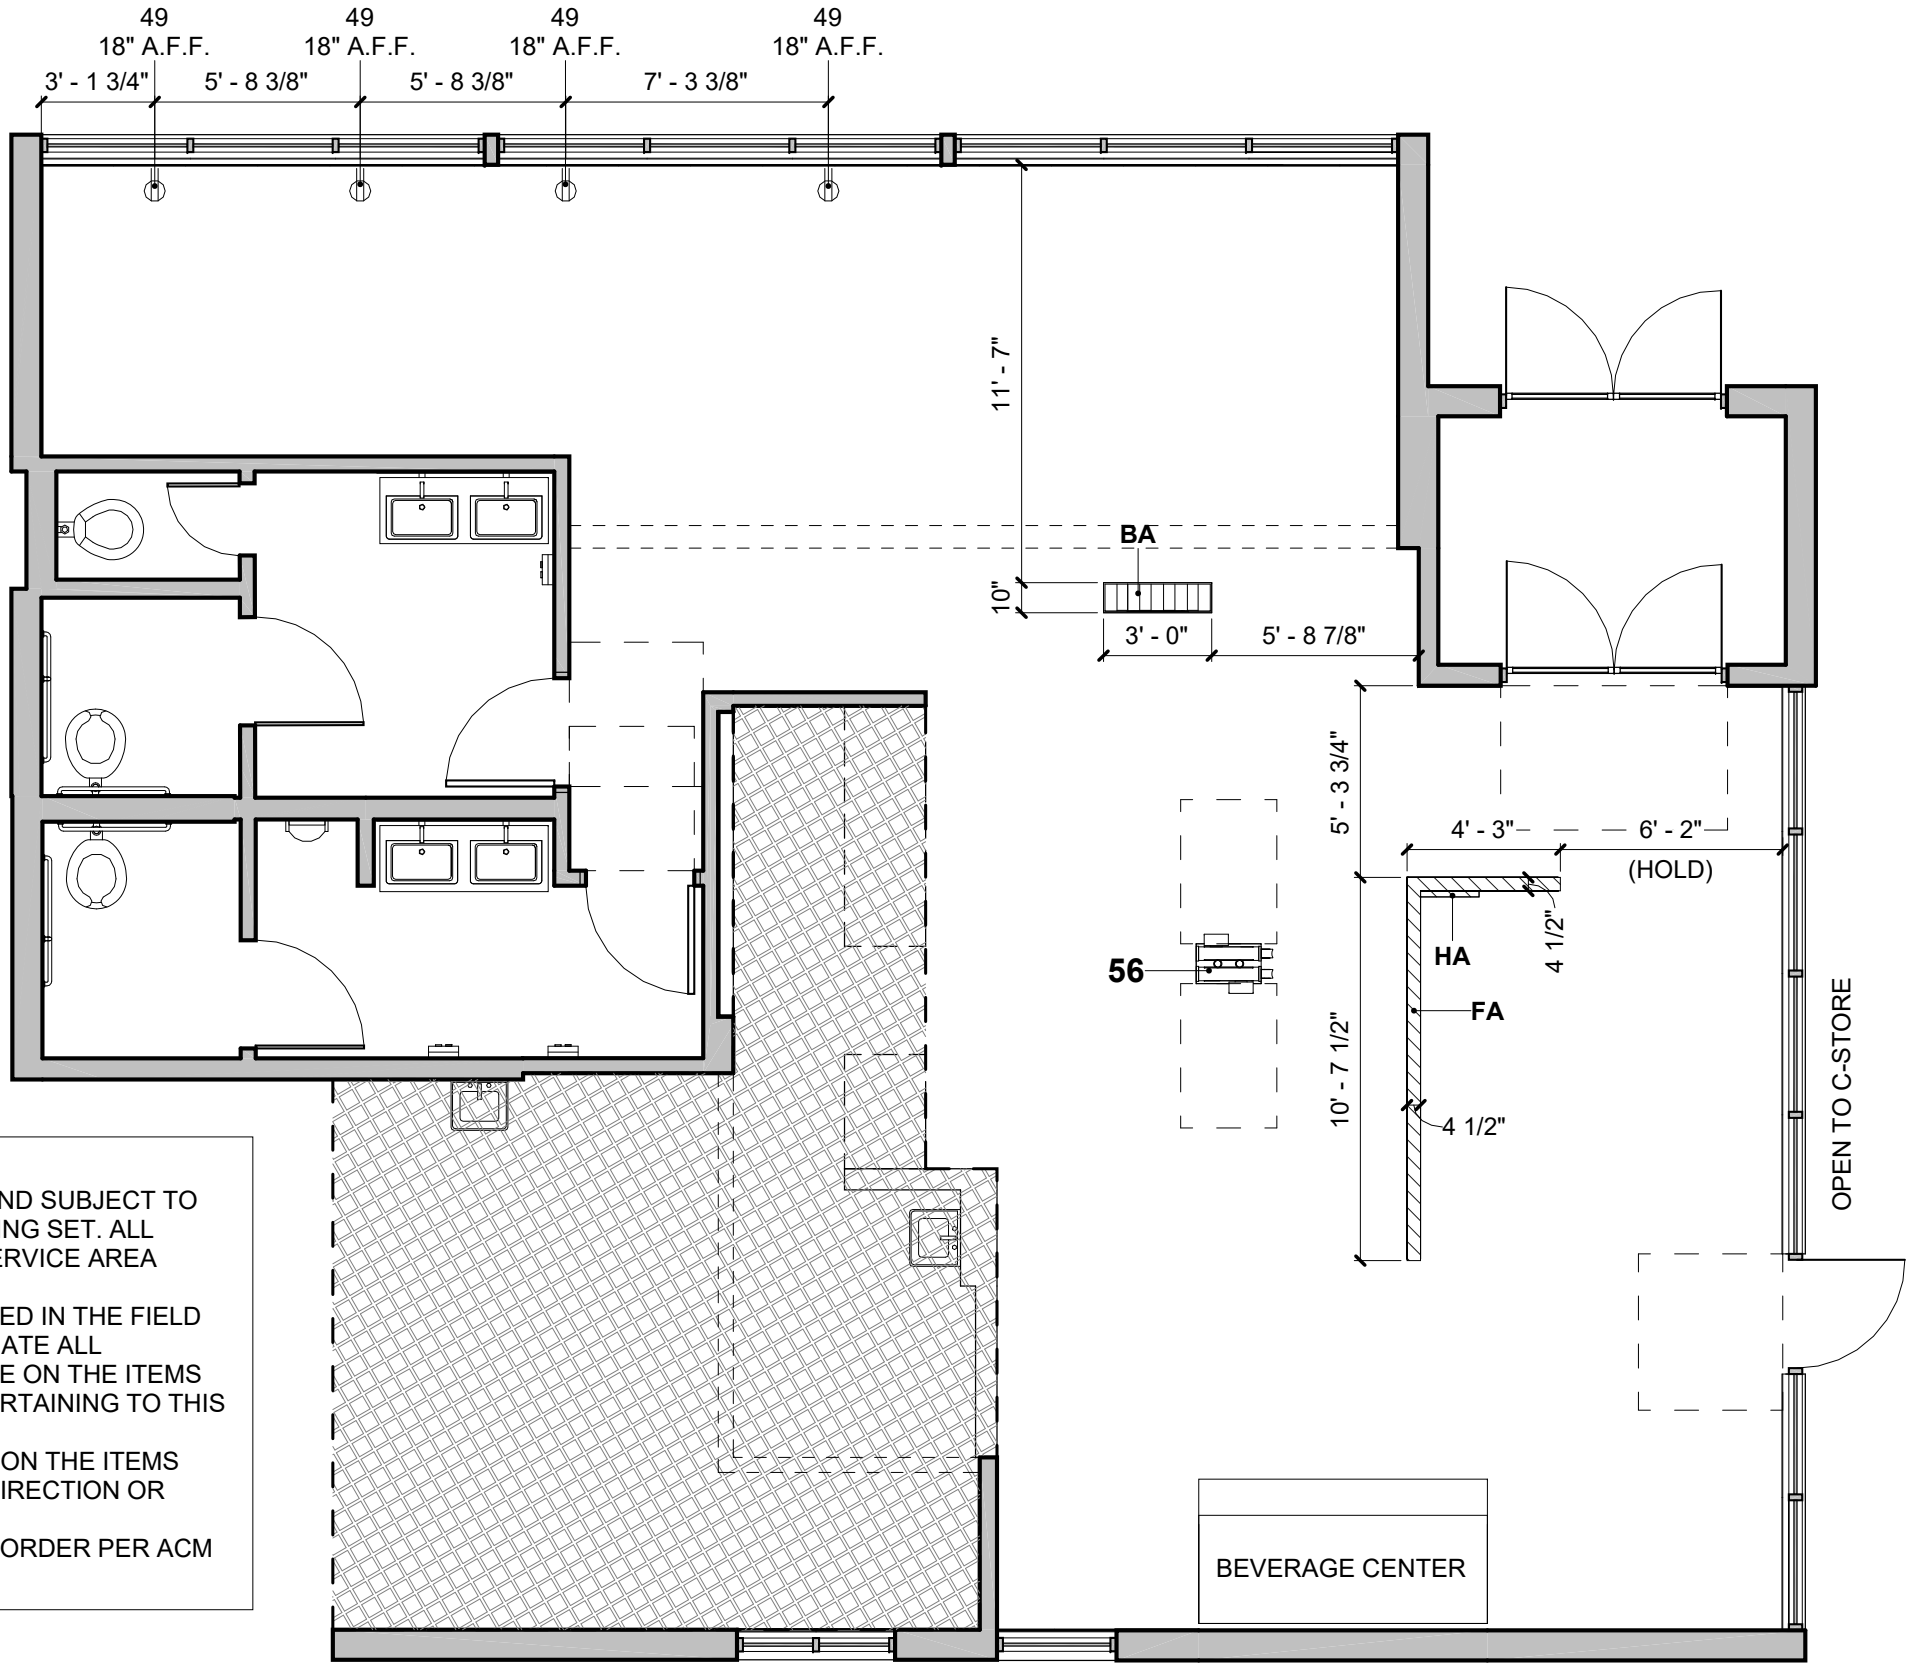 49
49
49
49
18" A.F.F.
18" A.F.F.
18" A.F.F.
18" A.F.F.
3' - 1 3/4"
5' - 8 3/8"
5' - 8 3/8"
7' - 3 3/8"
11' - 7"
BA
10"
3' - 0"
5' - 8 7/8"
5' - 3 3/4"
4' - 3"
6' - 2"
(HOLD)
4 1/2"
HA
56
FA
10' - 7 1/2"
4 1/2"
OPEN TO C-STORE
ND SUBJECT TO
ING SET. ALL
ERVICE AREA
ED IN THE FIELD
ATE ALL
E ON THE ITEMS
RTAINING TO THIS
ON THE ITEMS
IRECTION OR
ORDER PER ACM
BEVERAGE CENTER